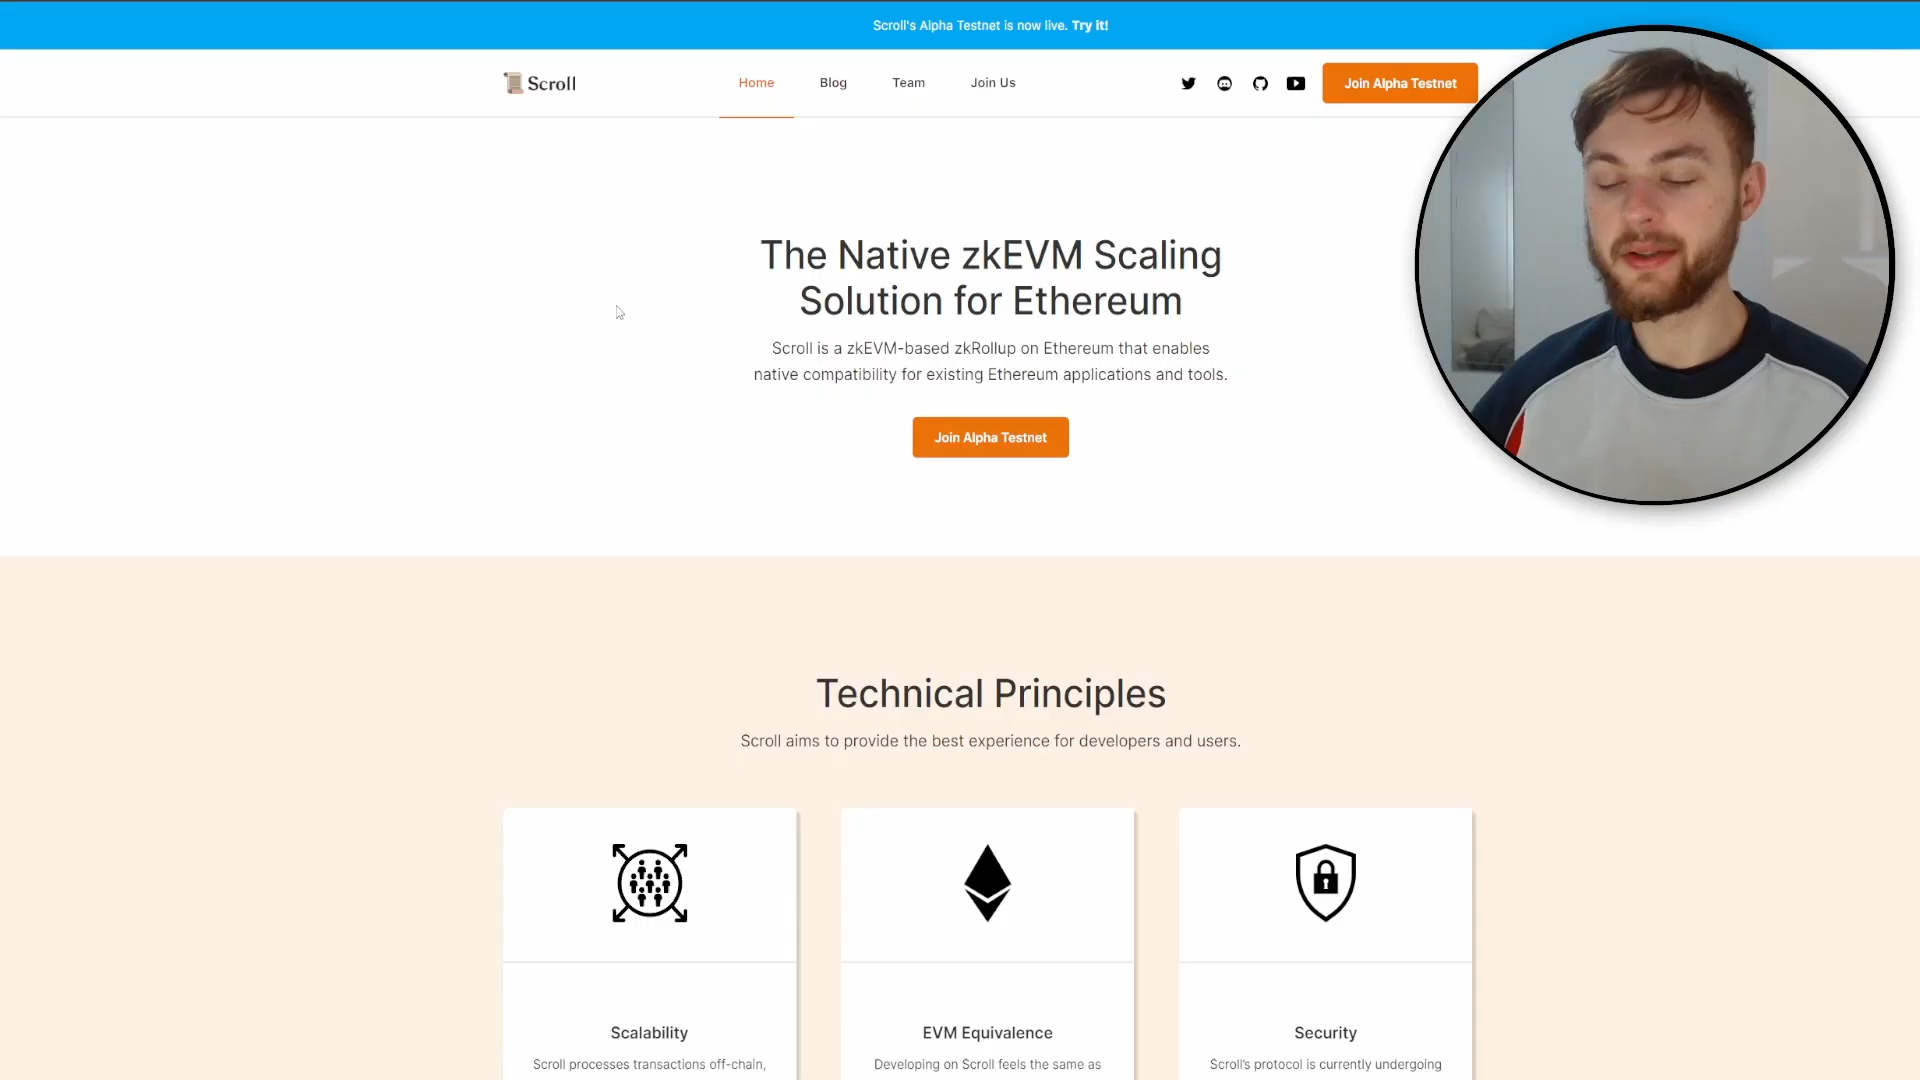 Scroll's Alpha Testnet is now live. Try it!
Scroll
Home
Blog
Team
Join Us
Join Alpha Testnet
The Native zkEVM Scaling
Solution for Ethereum
Scroll is a zkEVM-based zkRollup on Ethereum that enables
native compatibility for existing Ethereum applications and tools.
Join Alpha Testnet
Technical Principles
Scroll aims to provide the best experience for developers and users.
Scalability
Scroll processes transactions off-chain,
EVM Equivalence
Developing on Scroll feels the same as
Security
Scroll's protocol is currently undergoing